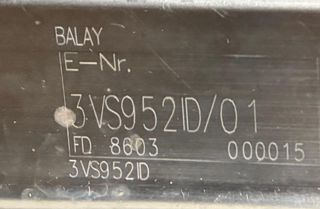 BALAY
E-Nr.
3VS952ID/01
FD 8603 000015
3VS952ID